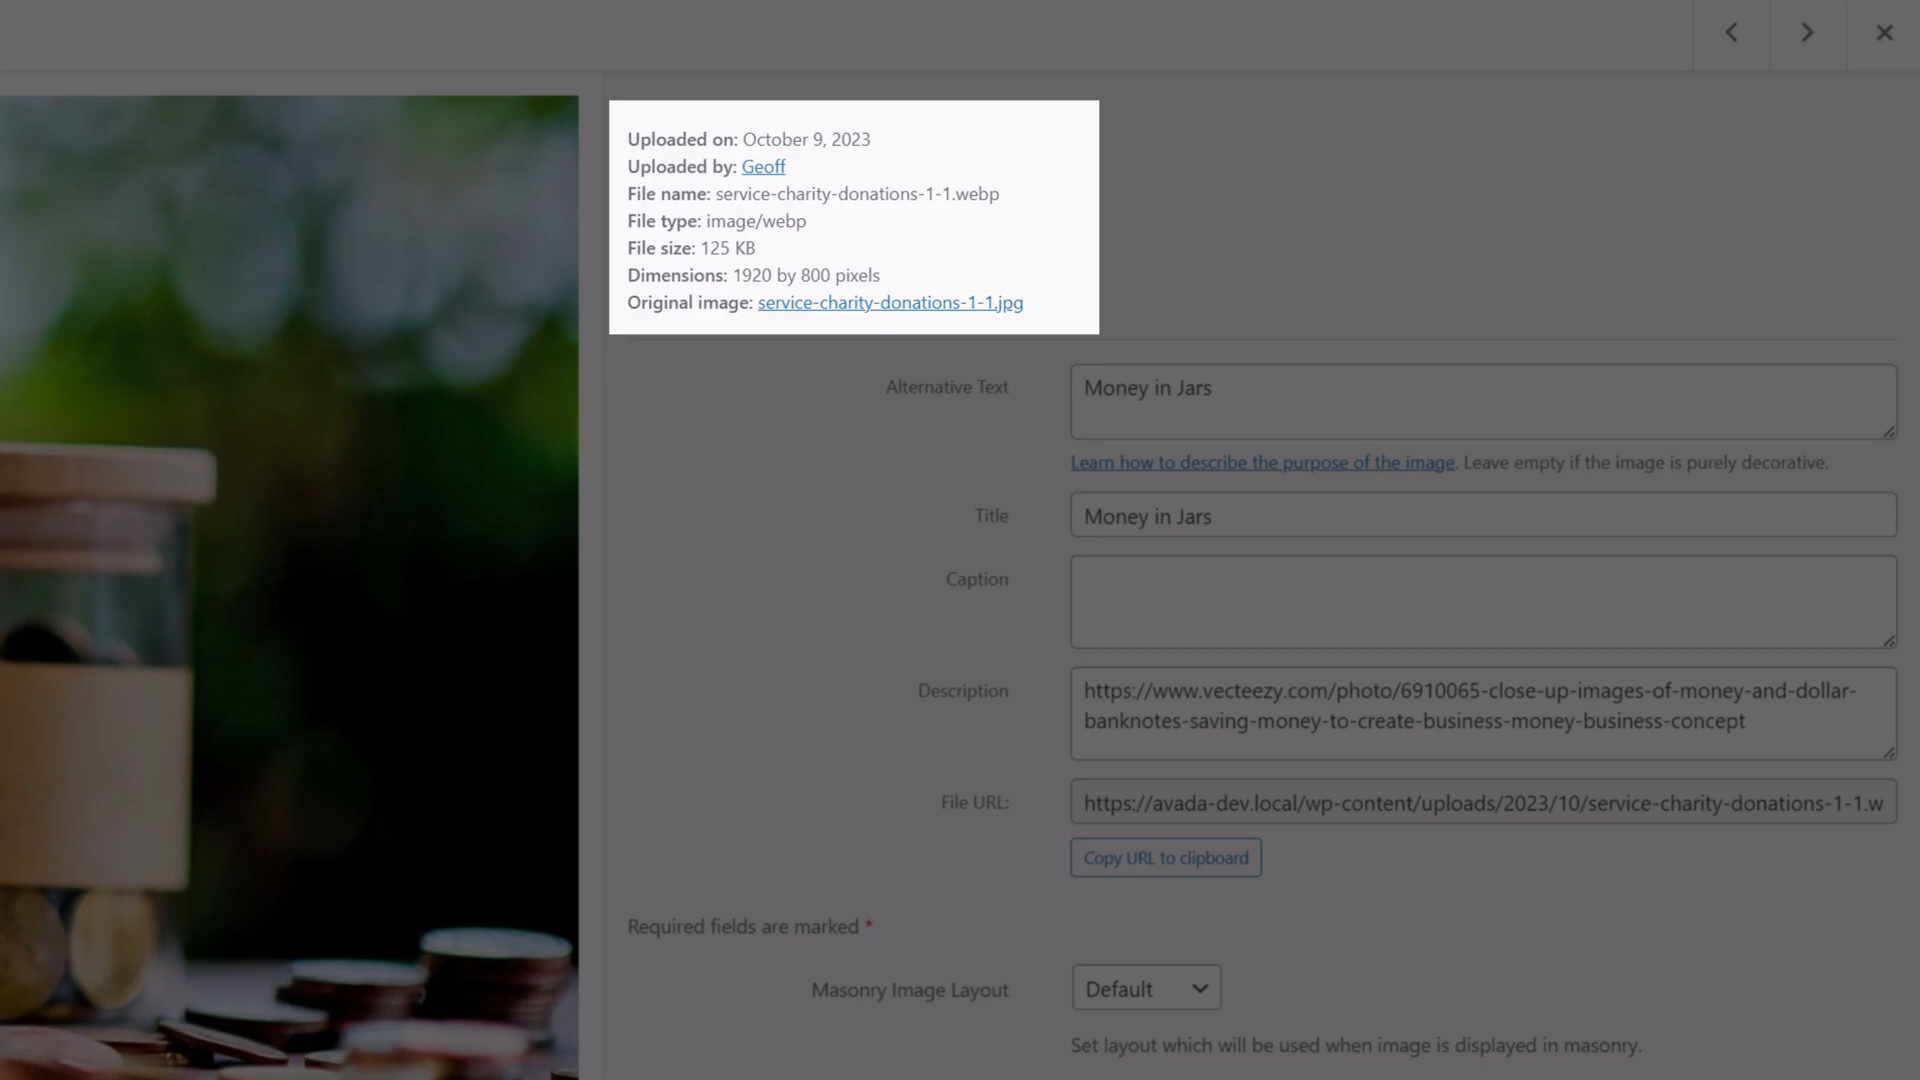 Uploaded on: October 9, 2023
Uploaded by: Geoff
File name: service-charity-donations-1-1.webp
File type: image/webp
File size: 125 KB
Dimensions: 1920 by 800 pixels
Original image: service-charity-donations-1-1.jpg
Alternative Text
Money in Jars
Learn how to describe the purpose of the image. Leave empty if the image is purely decorative.
Title
Money in Jars
Caption
Description
https://www.vecteezy.com/photo/6910065-close-up-images-of-money-and-dollar-
banknotes-saving-money-to-create-business-money-business-concept
File URL:
https://avada-dev.local/wp-content/uploads/2023/10/service-charity-donations-1-1.w
Copy URL to clipboard
Required fields are marked *
Masonry Image Layout
Default
Set layout which will be used when image is displayed in masonry.